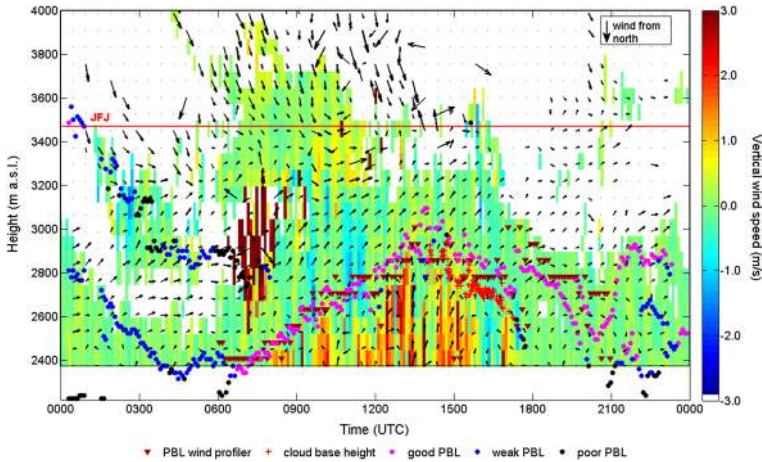 4000
3800
3600
3400
3200
3000
2800
2600
2400
Height (m a.s.l.)
JFJ
wind from
north
0000
0300
0600
0900
1200
1500
1800
2100
0000
Time (UTC)
3.0
2.0
1.0
0.0
-1.0
-2.0
-3.0
Vertical wind speed (m/s)
PBL wind profiler
cloud base height
good PBL
weak PBL
poor PBL